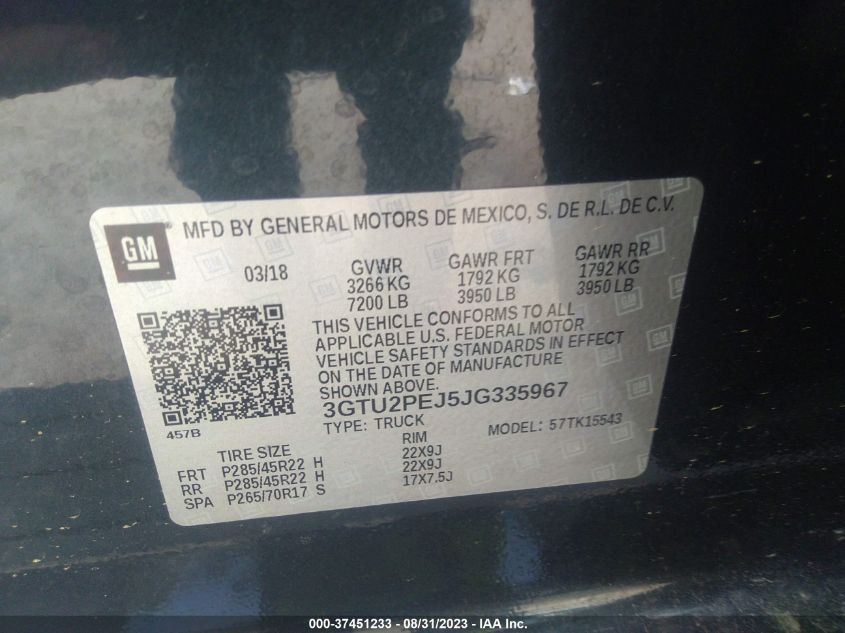 GM ® MFD BY GENERAL MOTORS DE MEXICO, S. DE R.L. DE C.V.
03/18 GVWR GAWR FRT GAWR RR
3266 KG 1792 KG 1792 KG
7200 LB 3950 LB 3950 LB
THIS VEHICLE CONFORMS TO ALL
APPLICABLE U.S. FEDERAL MOTOR
VEHICLE SAFETY STANDARDS IN EFFECT
ON THE DATE OF MANUFACTURE
SHOWN ABOVE.
3GTU2PEJ5JG335967
457B
TYPE: TRUCK MODEL: 57TK15543
TIRE SIZE RIM
FRT P285/45R22 H 22X9J
RR P285/45R22 H 22X9J
SPA P265/70R17 S 17X7.5J
000-37451233 - 08/31/2023 - IAA Inc.